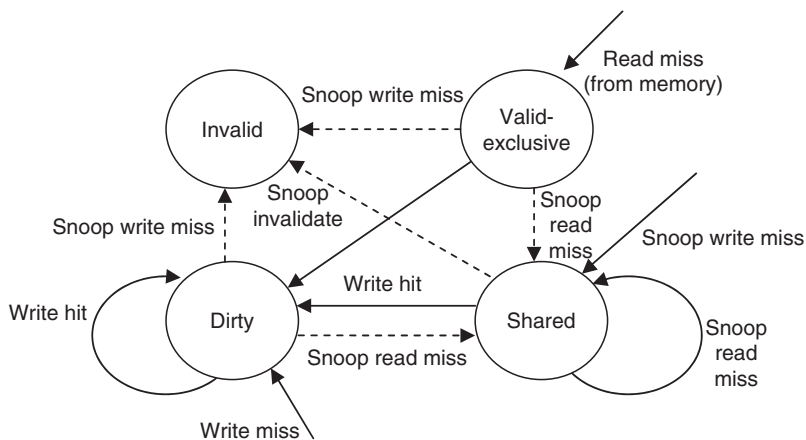 Read miss
(from memory)
Snoop write miss
Invalid
Valid-
exclusive
Snoop
invalidate
Snoop
read
miss
Snoop write miss
Snoop write miss
Write hit
Write hit
Dirty
Shared
Snoop read miss
Snoop
read
miss
Write miss